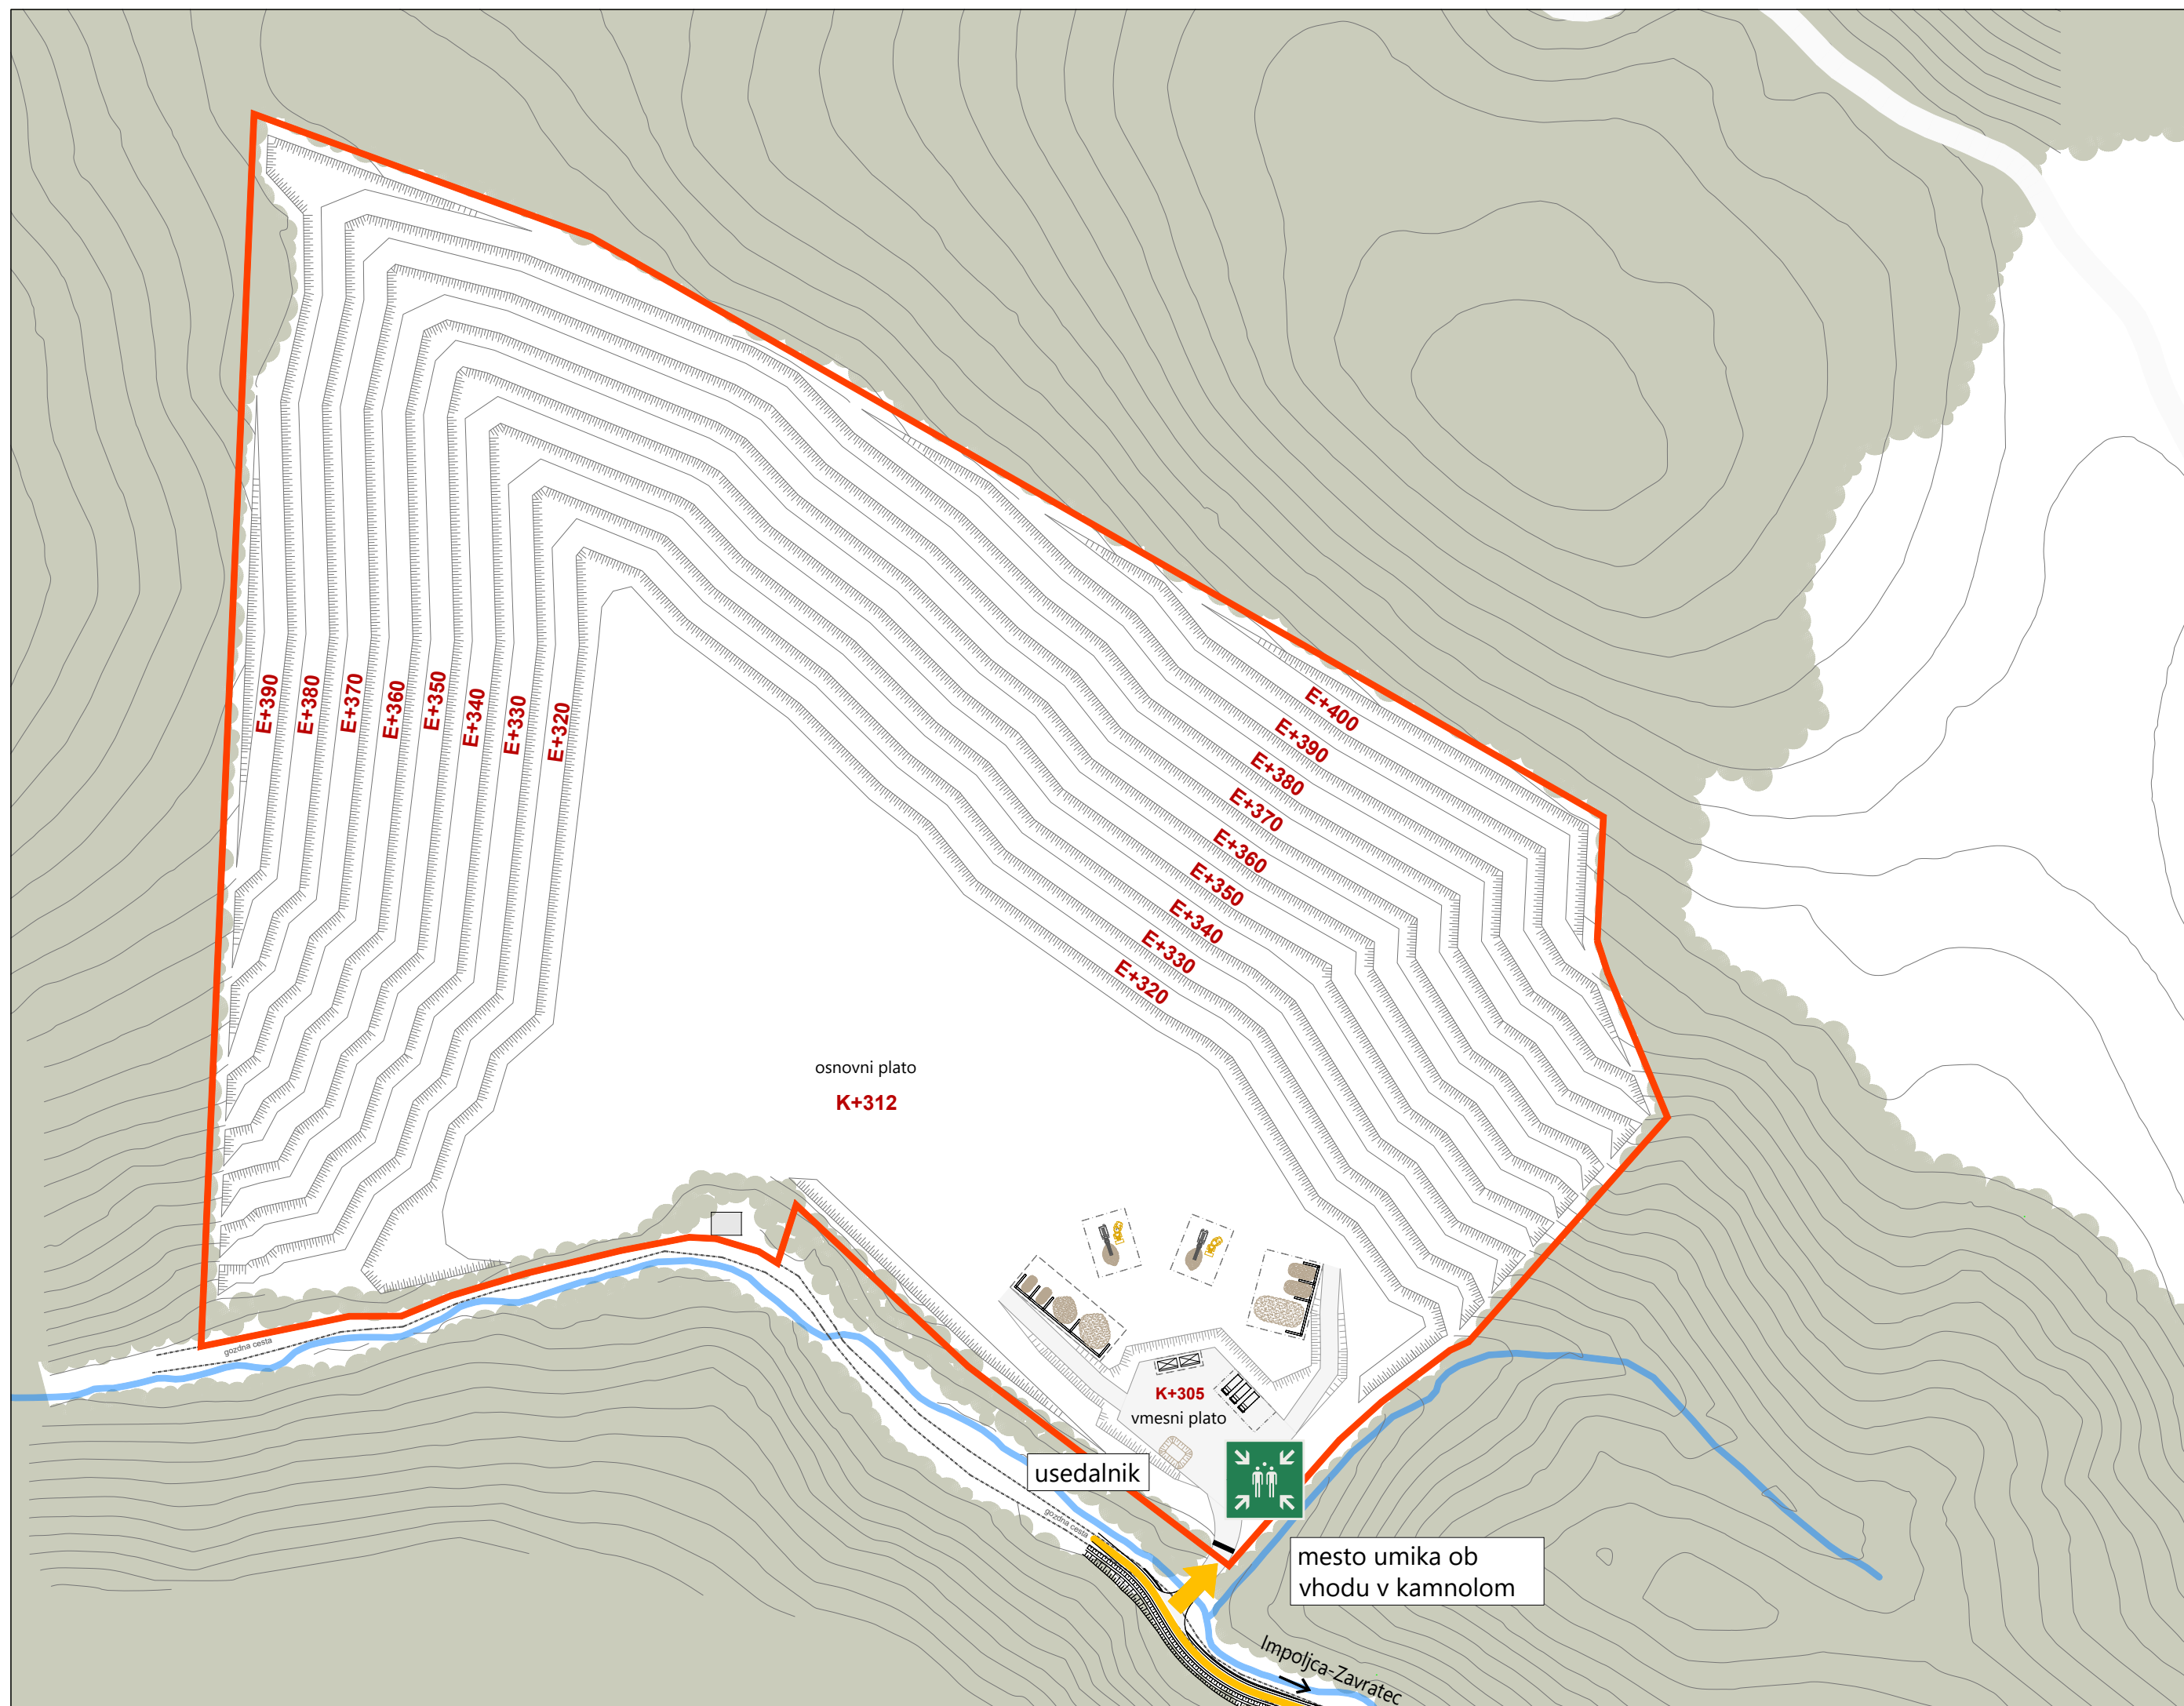 E+390
E+380
E+370
E+360
E+350
E+340
E+330
E+320
E+400
E+390
E+380
E+370
E+360
E+350
E+340
E+330
E+320
osnovni plato
K+312
gozdna cesta
K+305
vmesni plato
usedalnik
gozdna cesta
mesto umika ob
vhodu v kamnolom
Impoljca-Zavratec